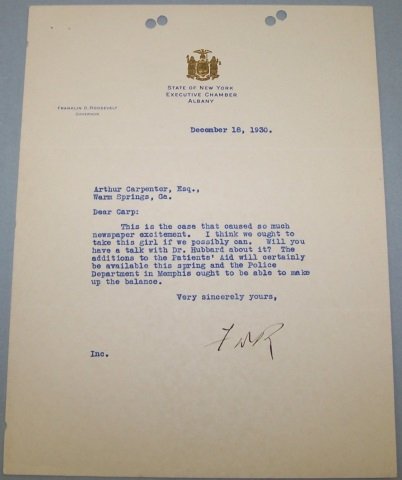 STATE OF NEW YORK
EXECUTIVE CHAMBER
ALBANY
FRANKLIN D. ROOSEVELT
GOVERNOR
December 18, 1930.
Arthur Carpenter, Esq.,
Warm Springs, Ga.
Dear Carp:
This is the case that caused so much
newspaper excitement. I think we ought to
take this girl if we possibly can. Will you
have a talk with Dr. Hubbard about it? The
additions to the Patients' Aid will certainly
be available this spring and the Police
Department in Memphis ought to be able to make
up the balance.
Very sincerely yours,
FDR
Inc.